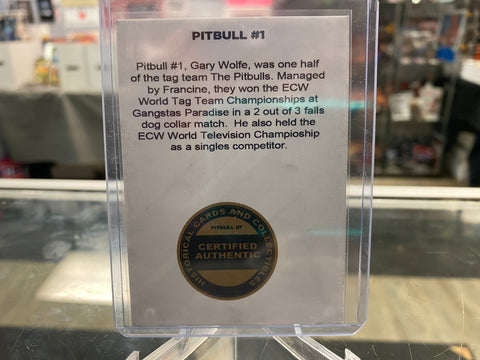 PITBULL #1
Pitbull #1, Gary Wolfe, was one half
of the tag team The Pitbulls. Managed
by Francine, they won the ECW
World Tag Team Championships at
Gangstas Paradise in a 2 out of 3 falls
dog collar match. He also held the
ECW World Television Champioship
as a singles competitor.
HISTORICAL CARDS AND COLLECTIBLES
PITBULL #1
CERTIFIED
AUTHENTIC